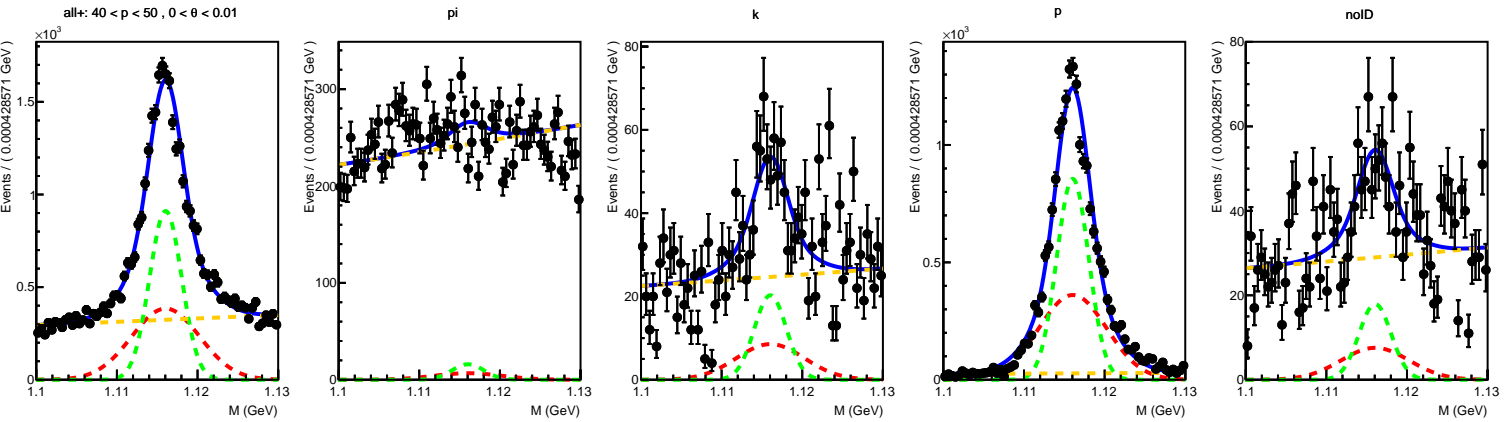 all+: 40 < p < 50 , 0 < θ < 0.01
×10³
Events / ( 0.000428571 GeV )
1.5
1
0.5
0
1.1 1.11 1.12 1.13
M (GeV)
pi
Events / ( 0.000428571 GeV )
300
200
100
0
1.1 1.11 1.12 1.13
M (GeV)
k
Events / ( 0.000428571 GeV )
80
60
40
20
0
1.1 1.11 1.12 1.13
M (GeV)
p
×10³
Events / ( 0.000428571 GeV )
1
0.5
0
1.1 1.11 1.12 1.13
M (GeV)
noID
Events / ( 0.000428571 GeV )
80
60
40
20
0
1.1 1.11 1.12 1.13
M (GeV)